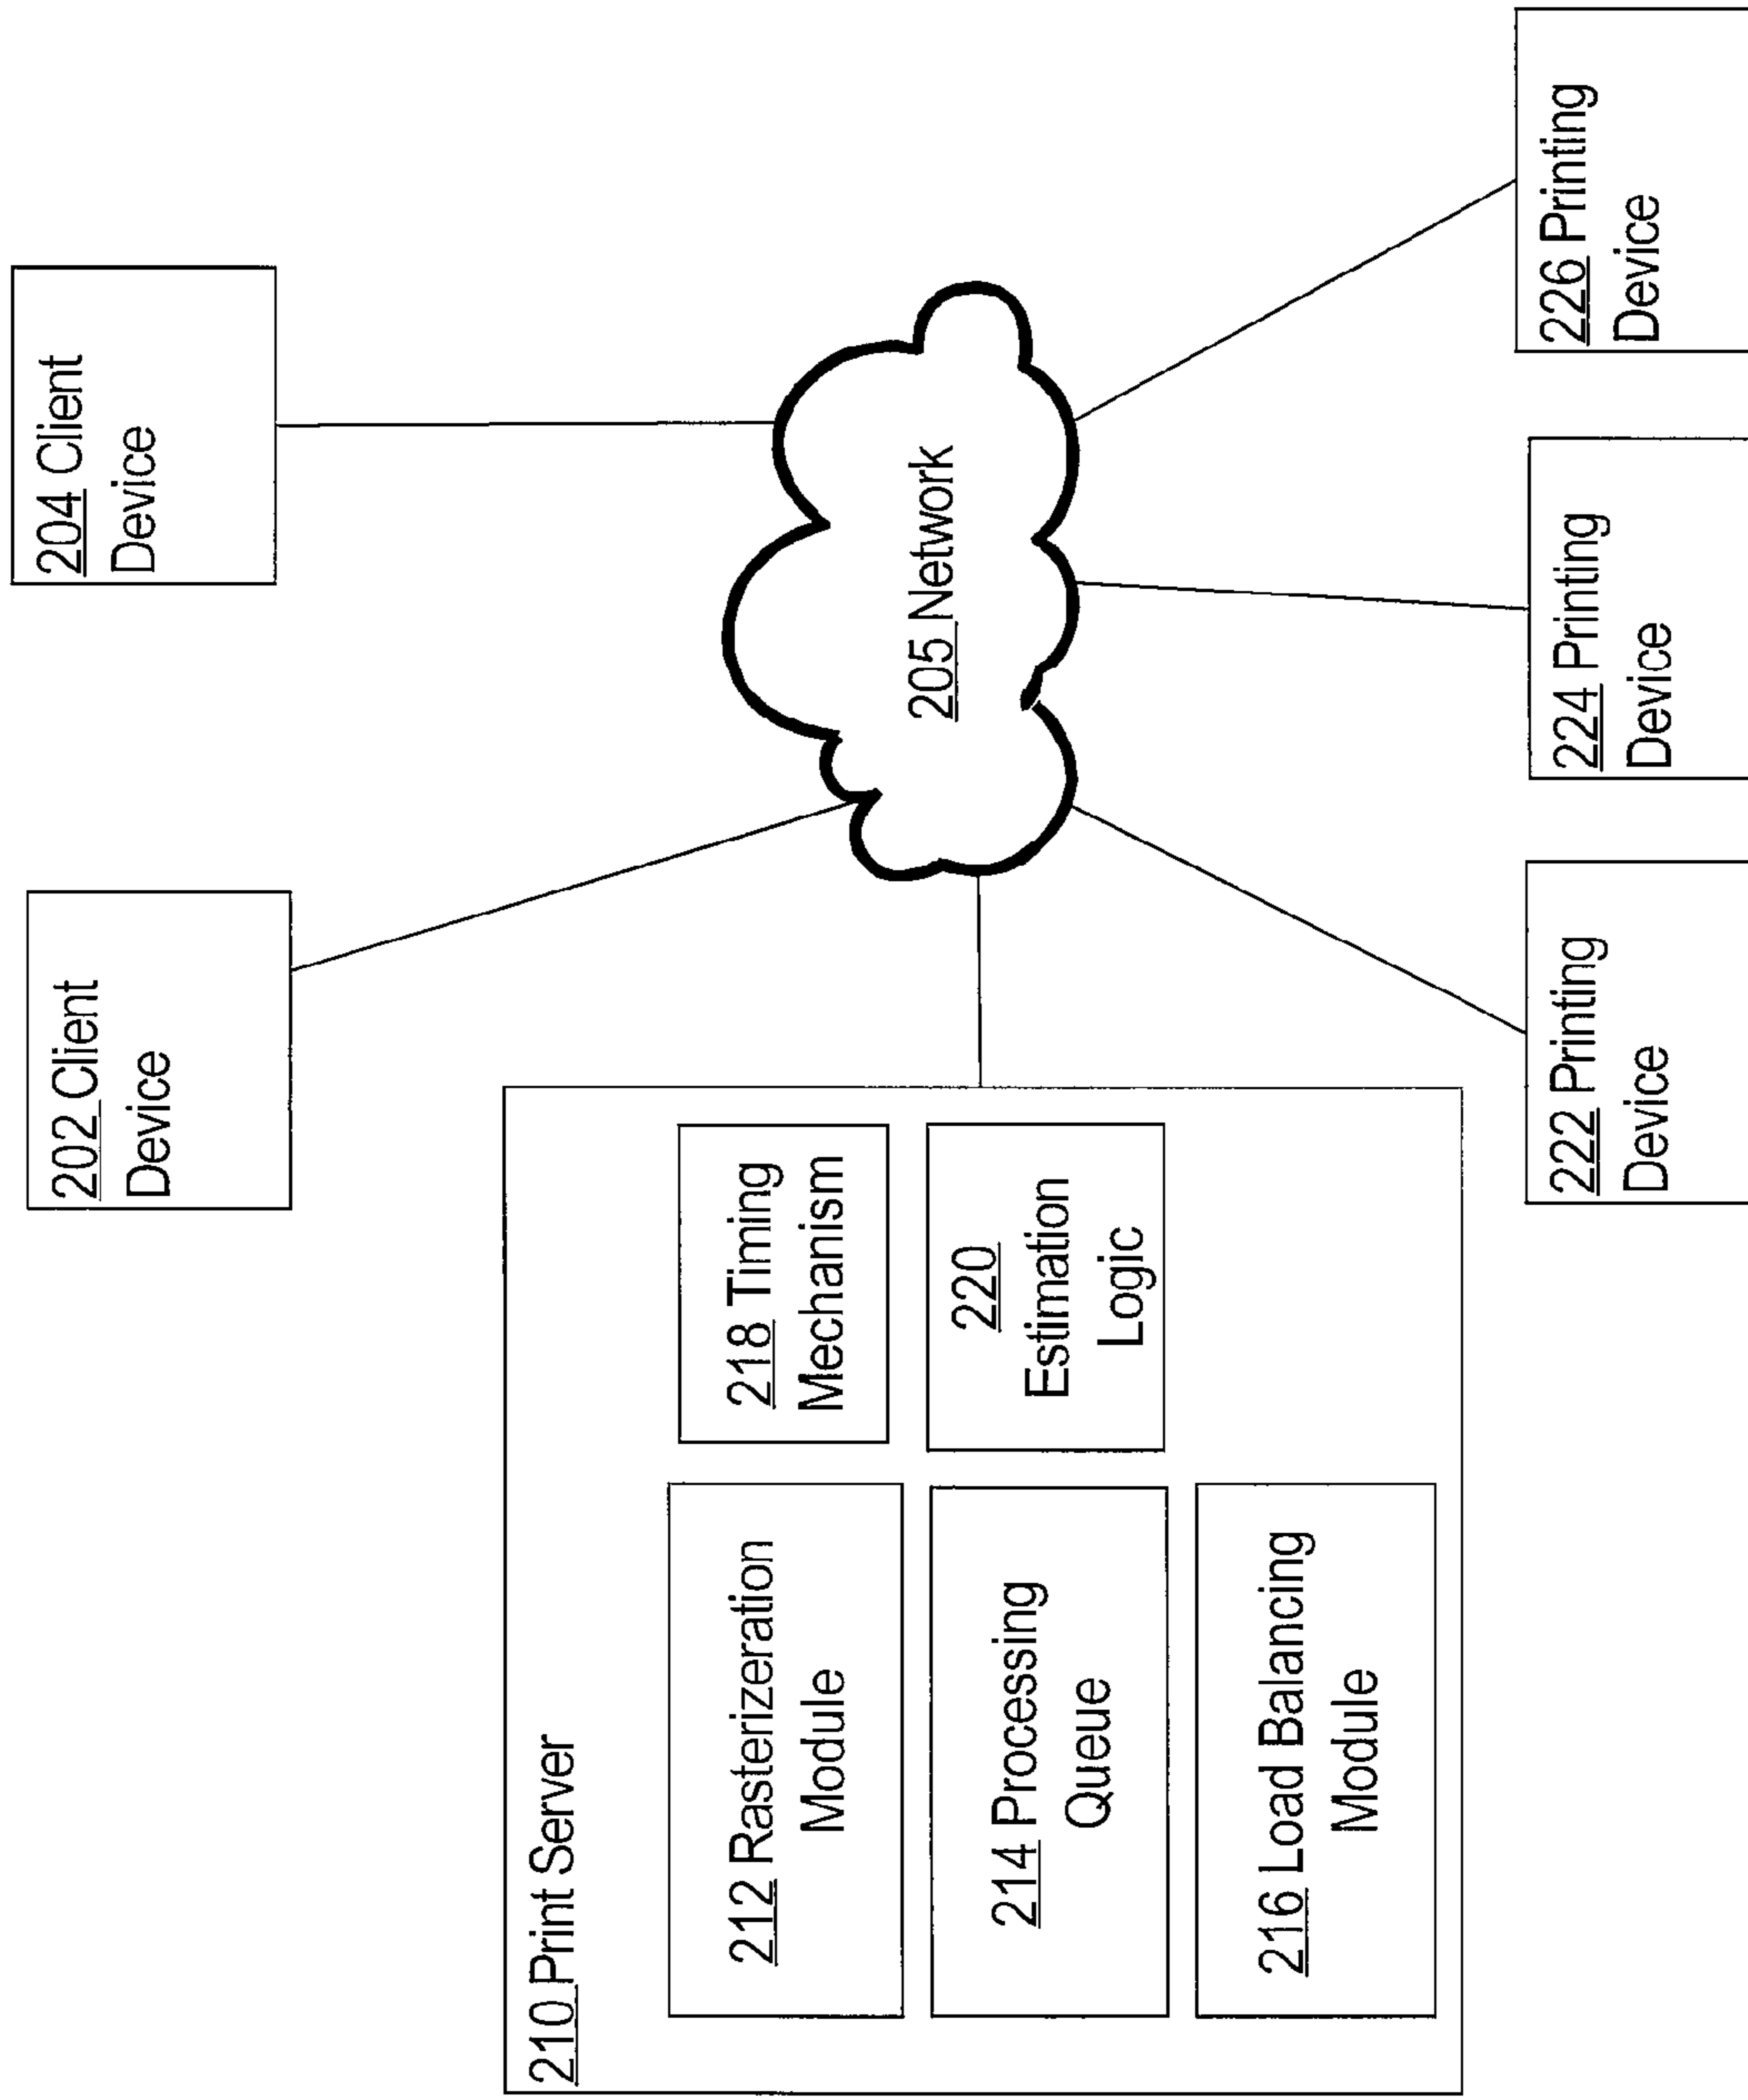 202 Client
Device
204 Client
Device
210 Print Server
212 Rasterizeration
Module
218 Timing
Mechanism
214 Processing
Queue
220
Estimation
Logic
216 Load Balancing
Module
205 Network
222 Printing
Device
224 Printing
Device
226 Printing
Device